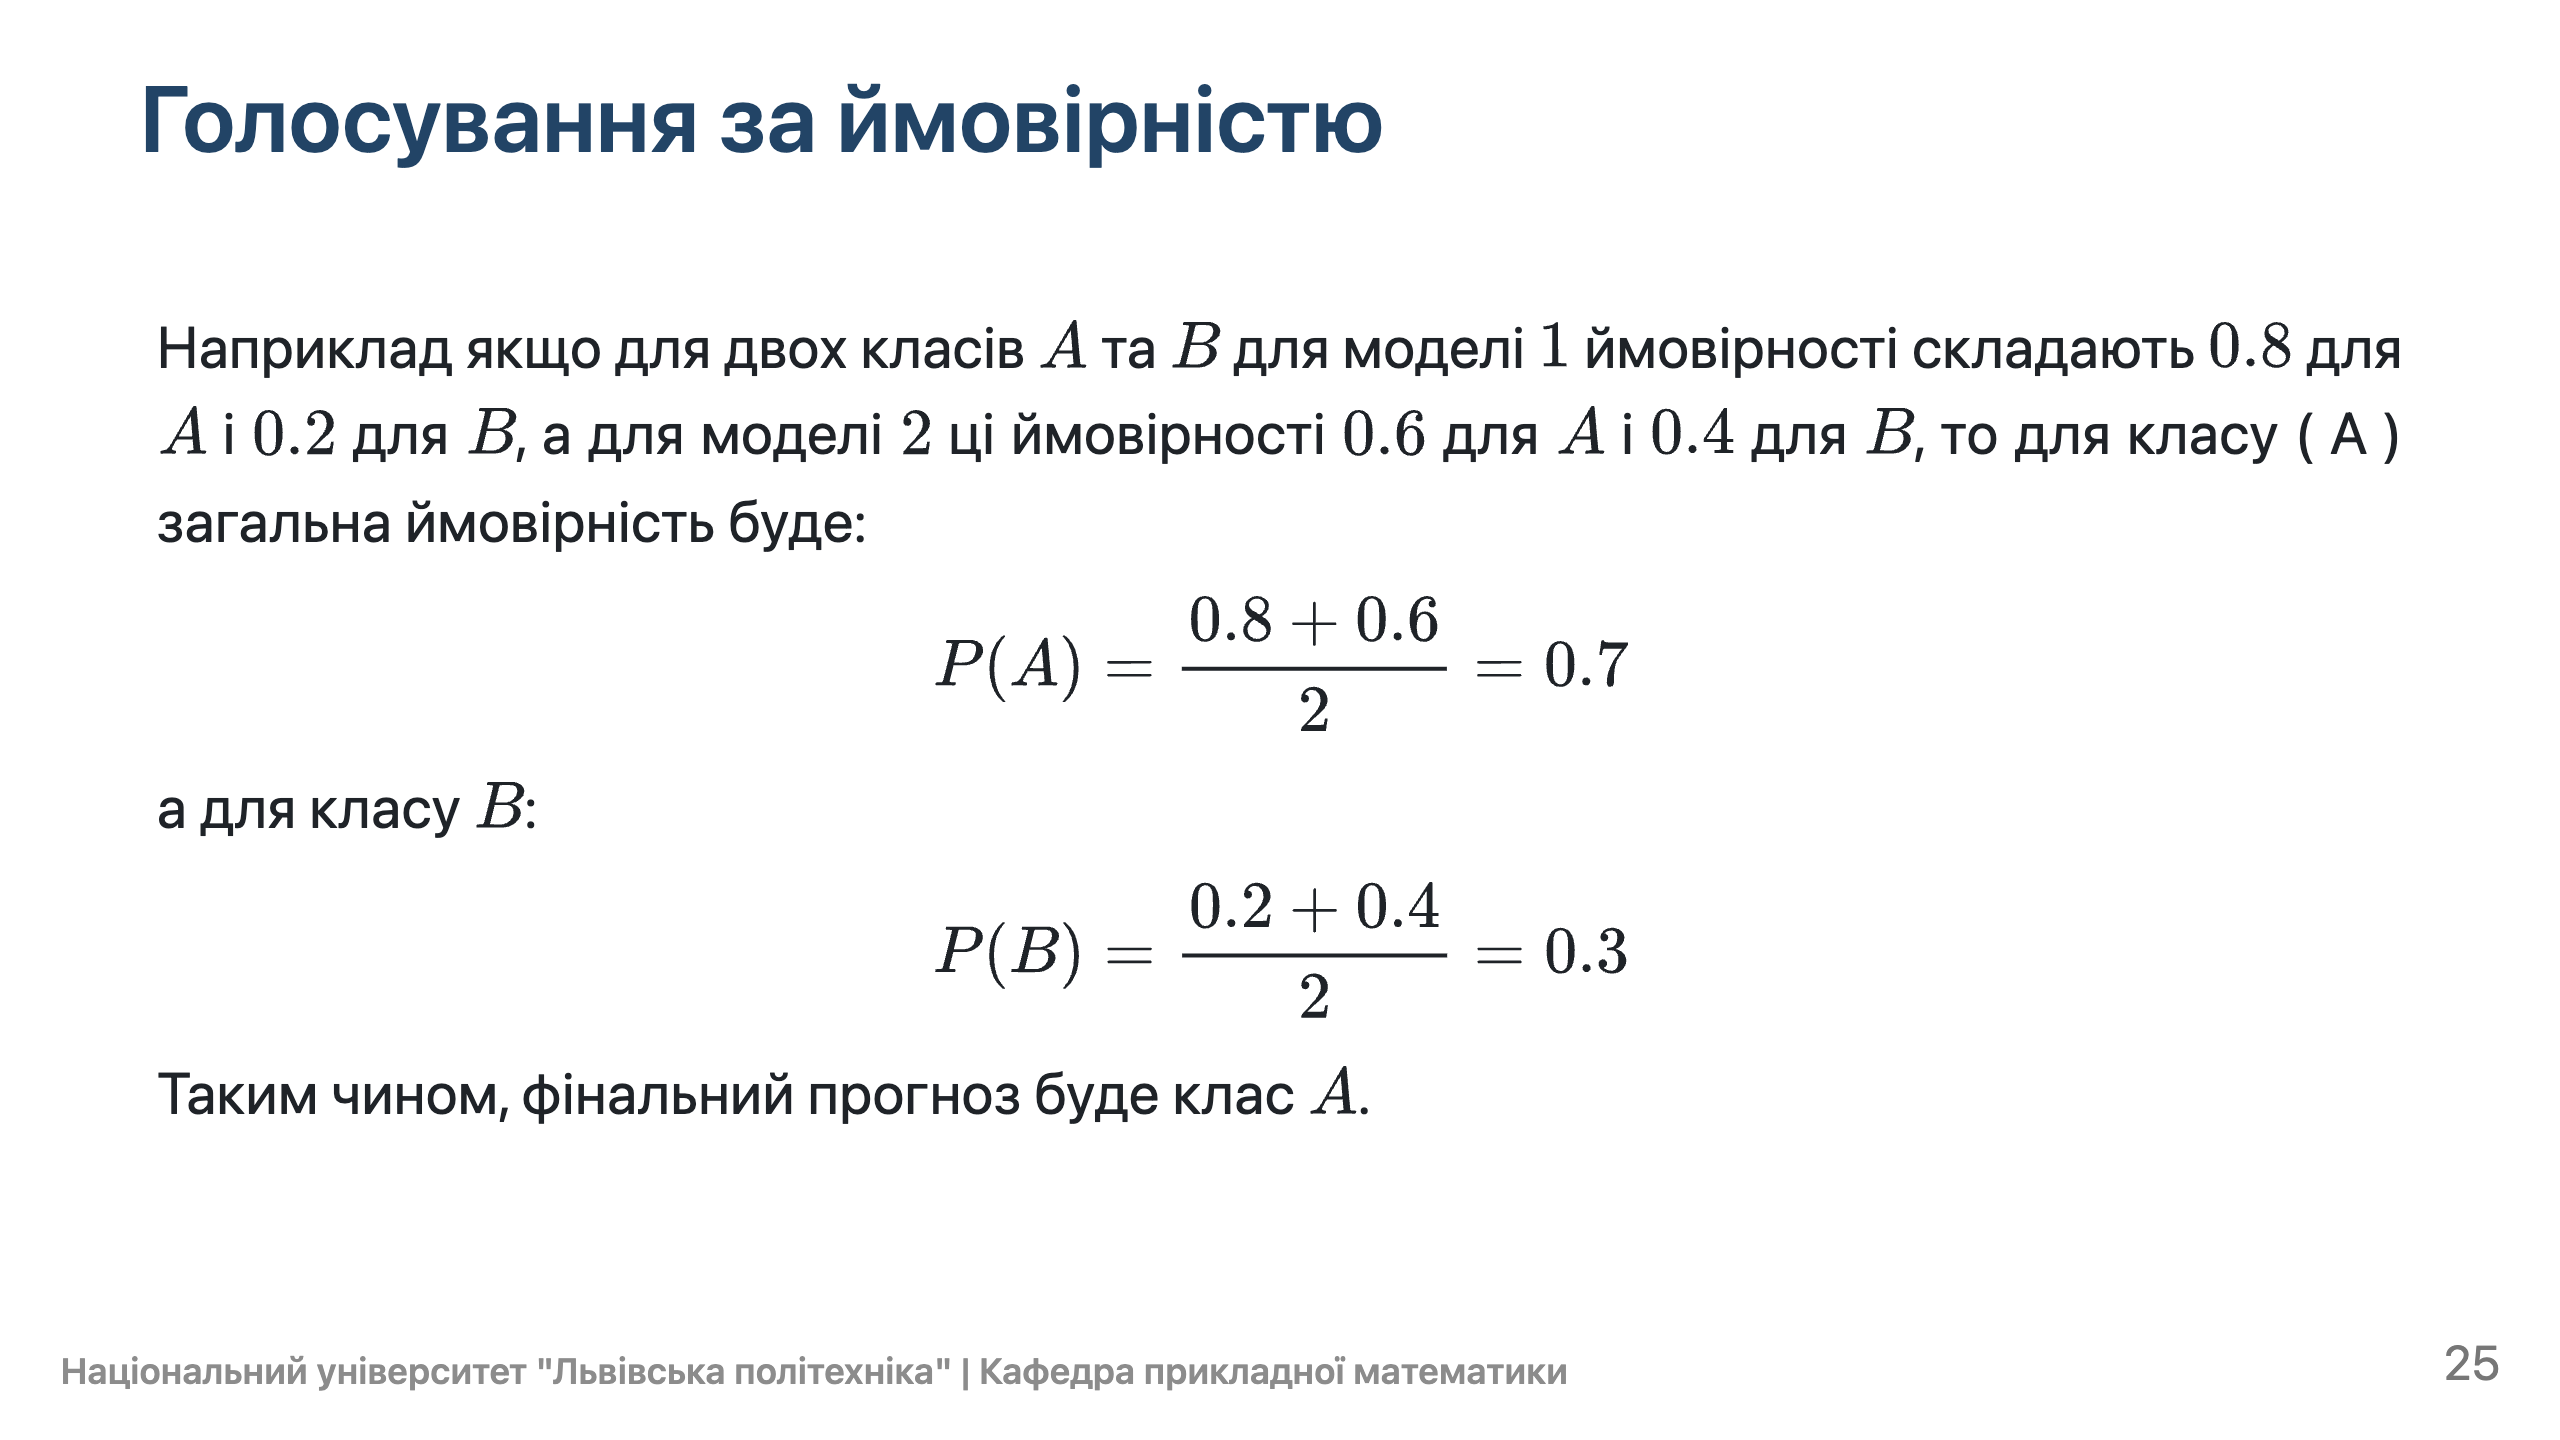 Голосування за ймовірністю
Наприклад якщо для двох класів A та B для моделі 1 ймовірності складають 0.8 для
A і 0.2 для B, а для моделі 2 ці ймовірності 0.6 для A і 0.4 для B, то для класу ( A )
загальна ймовірність буде:
P(A) = \frac{0.8 + 0.6}{2} = 0.7
а для класу B:
P(B) = \frac{0.2 + 0.4}{2} = 0.3
Таким чином, фінальний прогноз буде клас A.
Національний університет "Львівська політехніка" | Кафедра прикладної математики
25